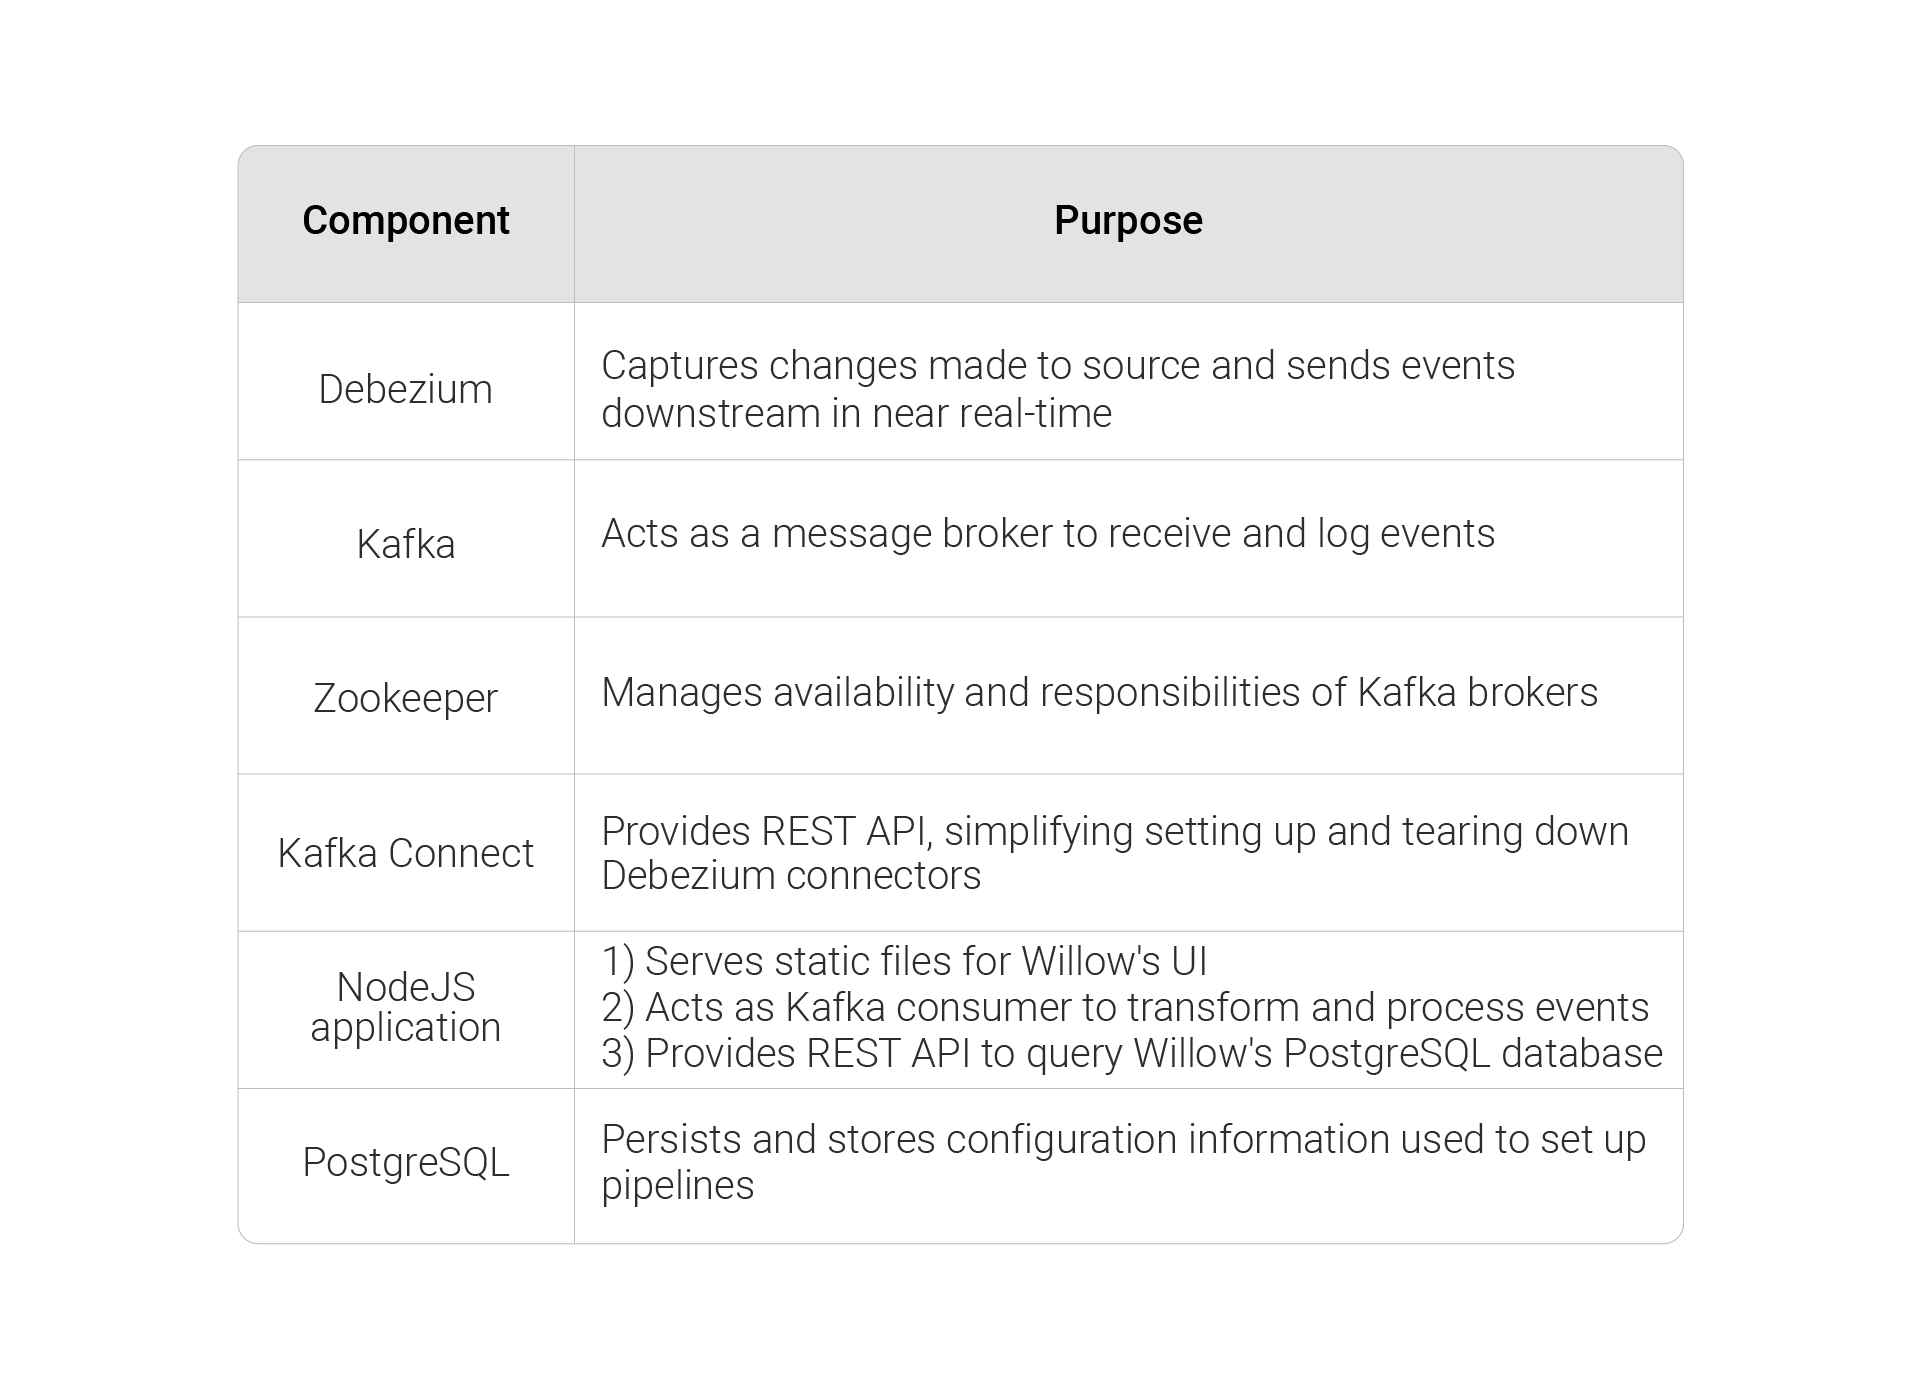 Component
Purpose
Debezium
Captures changes made to source and sends events
downstream in near real-time
Kafka
Acts as a message broker to receive and log events
Zookeeper
Manages availability and responsibilities of Kafka brokers
Kafka Connect
Provides REST API, simplifying setting up and tearing down
Debezium connectors
NodeJS
application
1) Serves static files for Willow's UI
2) Acts as Kafka consumer to transform and process events
3) Provides REST API to query Willow's PostgreSQL database
PostgreSQL
Persists and stores configuration information used to set up
pipelines